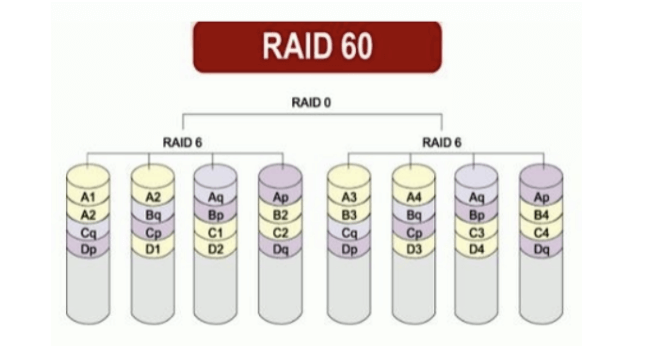 RAID 60
RAID 0
RAID 6 RAID 6
A1 A2 Aq Ap A3 A4 Aq Ap
A2 Bq Bp B2 B3 Bq Bp B4
Cq Cp C1 C2 Cq Cp C3 C4
Dp D1 D2 Dq Dp D3 D4 Dq